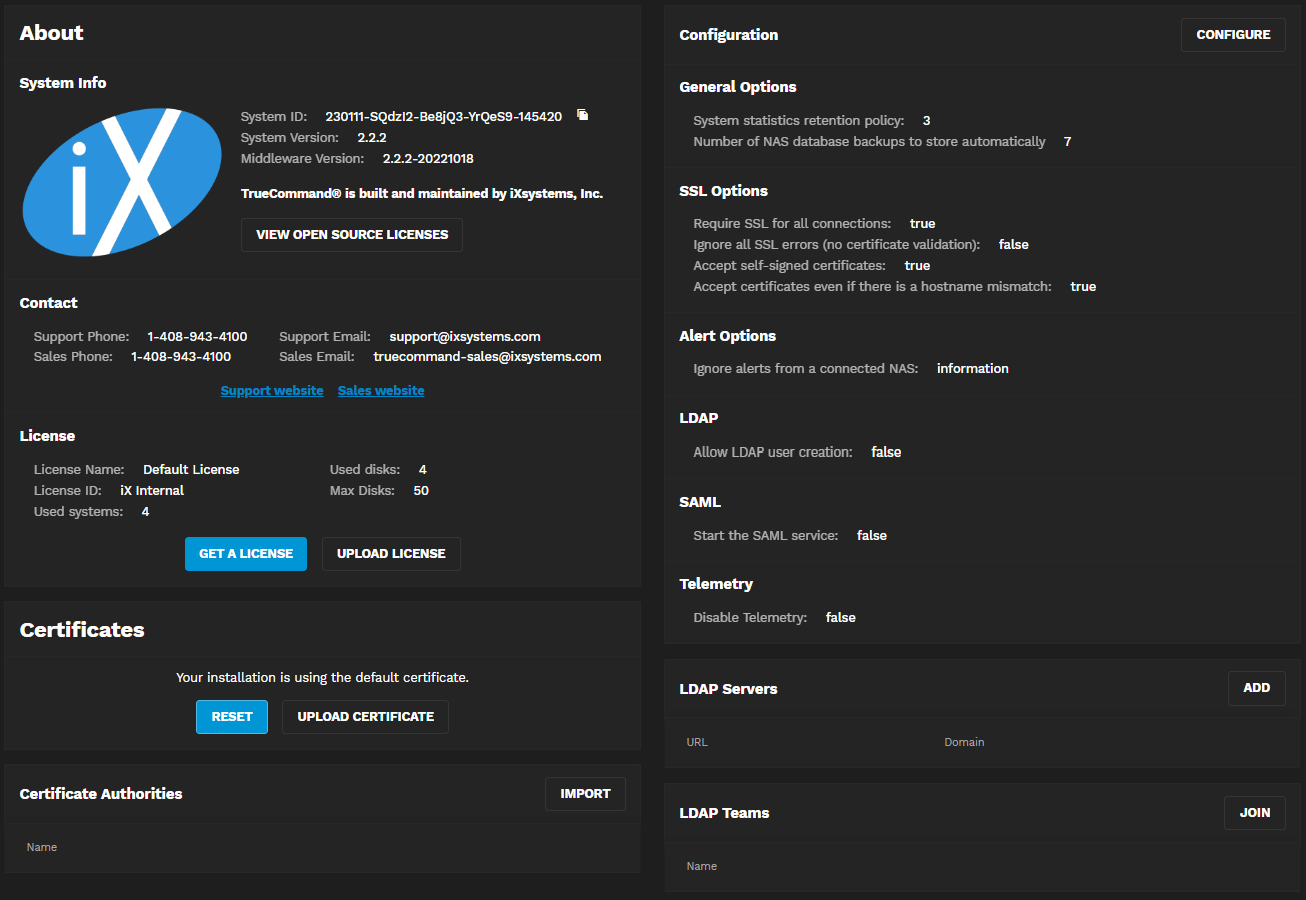 About
System Info
iX
System ID: 230111-SQdzI2-Be8jQ3-YrQeS9-145420
System Version: 2.2.2
Middleware Version: 2.2.2-20221018
TrueCommand® is built and maintained by iXsystems, Inc.
VIEW OPEN SOURCE LICENSES
Contact
Support Phone: 1-408-943-4100 Support Email: support@ixsystems.com
Sales Phone: 1-408-943-4100 Sales Email: truecommand-sales@ixsystems.com
Support website Sales website
License
License Name: Default License Used disks: 4
License ID: iX Internal Max Disks: 50
Used systems: 4
GET A LICENSE UPLOAD LICENSE
Certificates
Your installation is using the default certificate.
RESET UPLOAD CERTIFICATE
Certificate Authorities IMPORT
Name
Configuration CONFIGURE
General Options
System statistics retention policy: 3
Number of NAS database backups to store automatically 7
SSL Options
Require SSL for all connections: true
Ignore all SSL errors (no certificate validation): false
Accept self-signed certificates: true
Accept certificates even if there is a hostname mismatch: true
Alert Options
Ignore alerts from a connected NAS: information
LDAP
Allow LDAP user creation: false
SAML
Start the SAML service: false
Telemetry
Disable Telemetry: false
LDAP Servers ADD
URL Domain
LDAP Teams JOIN
Name